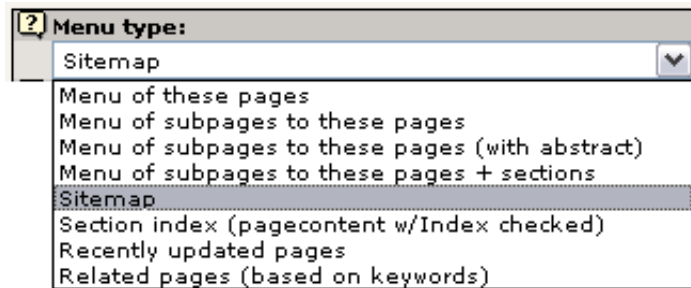 ? Menu type:
Sitemap
Menu of these pages
Menu of subpages to these pages
Menu of subpages to these pages (with abstract)
Menu of subpages to these pages + sections
Sitemap
Section index (pagecontent w/Index checked)
Recently updated pages
Related pages (based on keywords)